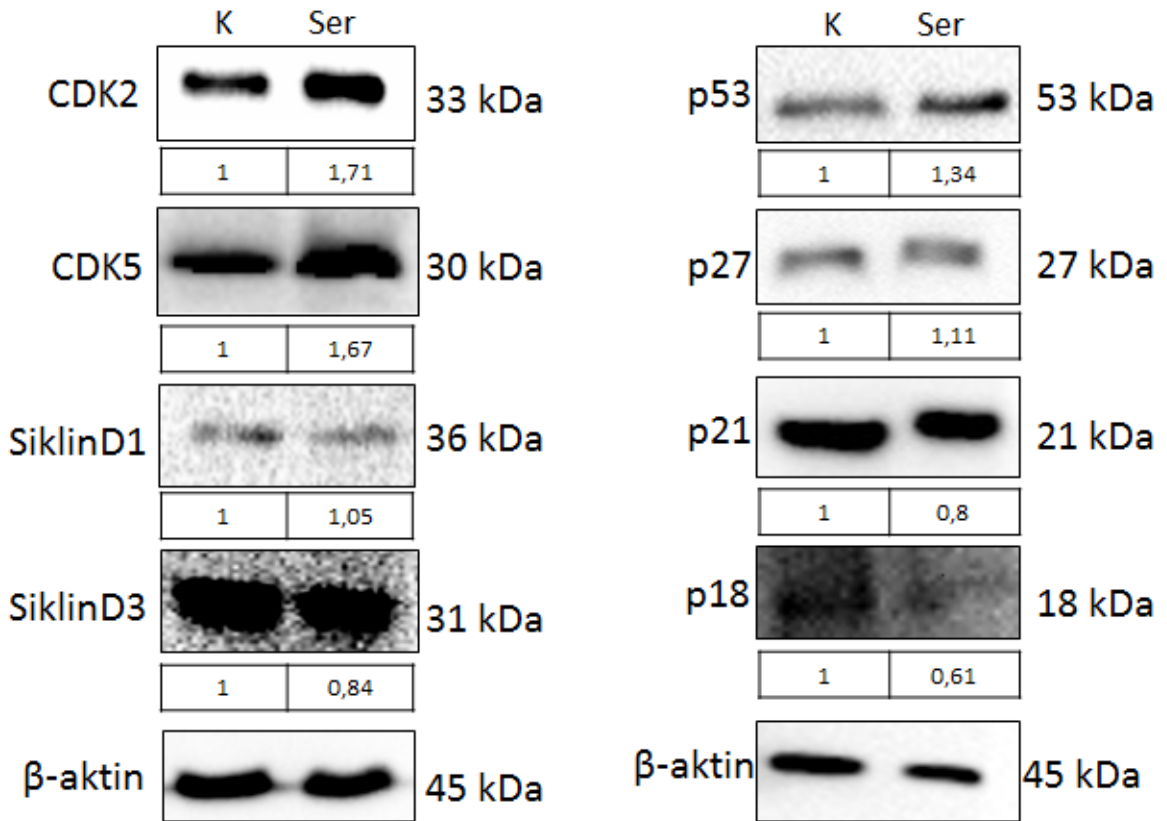 K Ser
CDK2 33 kDa
1 1,71
CDK5 30 kDa
1 1,67
SiklinD1 36 kDa
1 1,05
SiklinD3 31 kDa
1 0,84
β-aktin 45 kDa
K Ser
p53 53 kDa
1 1,34
p27 27 kDa
1 1,11
p21 21 kDa
1 0,8
p18 18 kDa
1 0,61
β-aktin 45 kDa